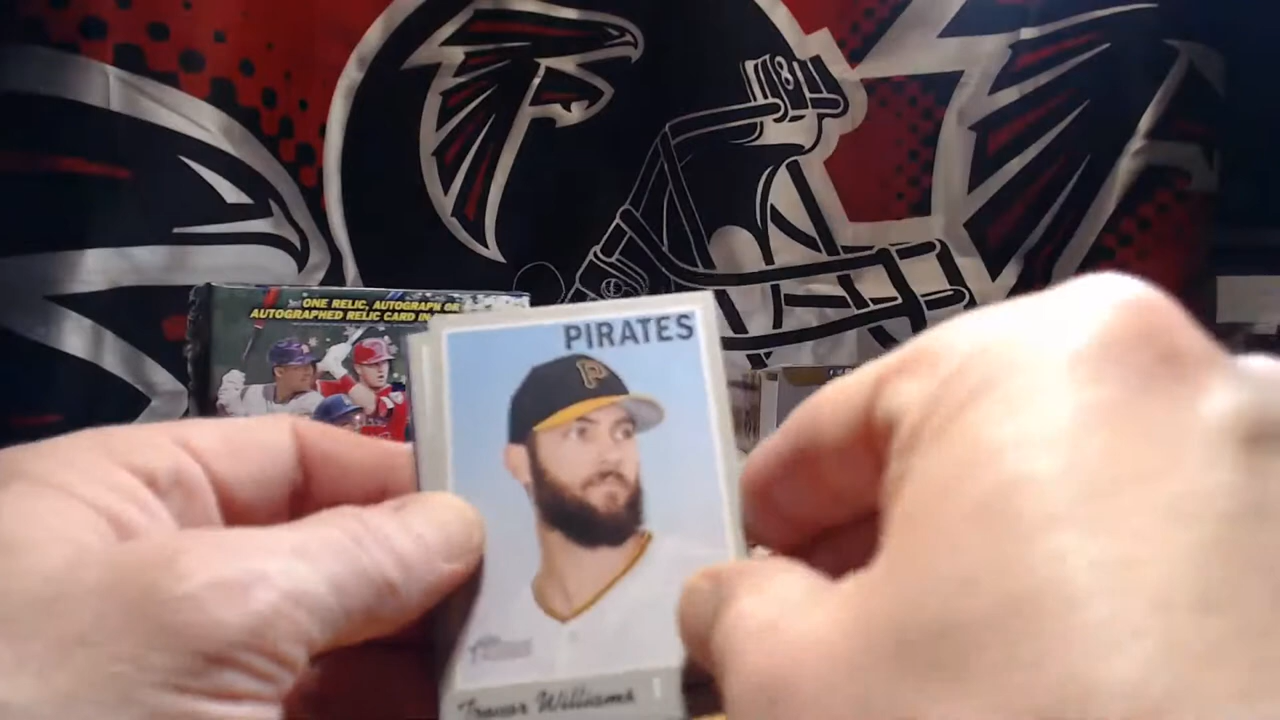 ONE RELIC, AUTOGRAPH OR
AUTOGRAPHED RELIC CARD IN
PIRATES
P
Trevor Williams